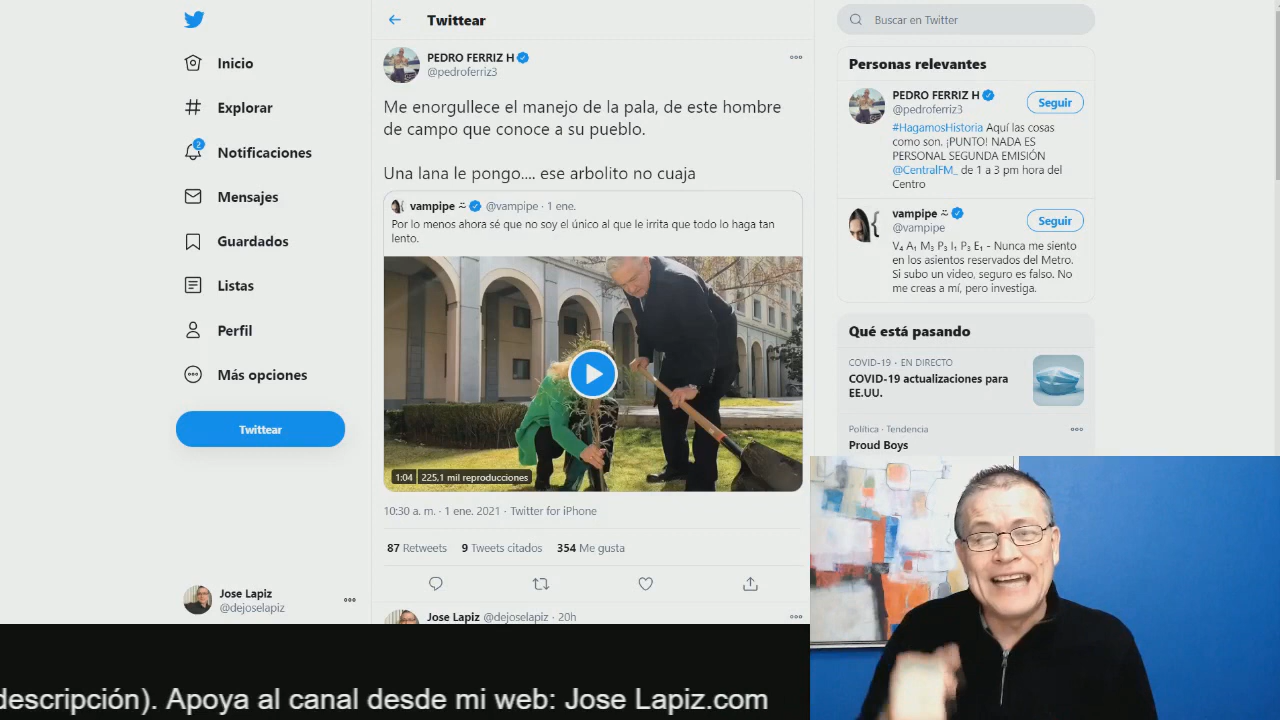 Inicio
Explorar
2
Notificaciones
Mensajes
Guardados
Listas
Perfil
Más opciones
Twittear
Jose Lapiz
@dejoselapiz
Twittear
PEDRO FERRIZ H
@pedroferriz3
Me enorgullece el manejo de la pala, de este hombre
de campo que conoce a su pueblo.
Una lana le pongo.... ese arbolito no cuaja
vampipe @vampipe · 1 ene.
Por lo menos ahora sé que no soy el único al que le irrita que todo lo haga tan
lento.
1:04 225,1 mil reproducciones
10:30 a. m. · 1 ene. 2021 · Twitter for iPhone
87 Retweets 9 Tweets citados 354 Me gusta
Jose Lapiz @dejoselapiz · 20h
Buscar en Twitter
Personas relevantes
PEDRO FERRIZ H
@pedroferriz3
Seguir
#HagamosHistoria Aquí las cosas
como son. ¡PUNTO! NADA ES
PERSONAL SEGUNDA EMISIÓN
@CentralFM_ de 1 a 3 pm hora del
Centro
vampipe
@vampipe
Seguir
V₄ A₁ M₃ P₃ I₁ P₃ E₁ - Nunca me siento
en los asientos reservados del Metro.
Si subo un video, seguro es falso. No
me creas a mí, pero investiga.
Qué está pasando
COVID-19 · EN DIRECTO
COVID-19 actualizaciones para
EE.UU.
Política · Tendencia
Proud Boys
descripción). Apoya al canal desde mi web: Jose Lapiz.com